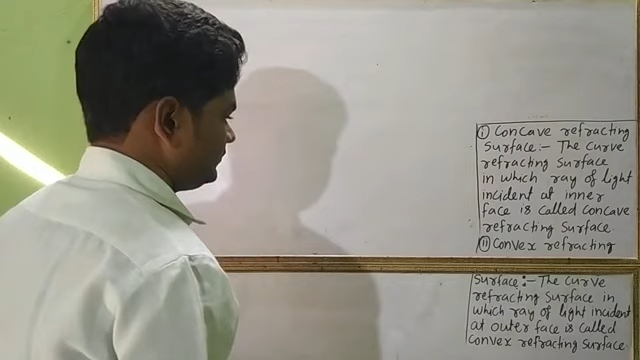 (i) Concave refracting
Surface:- The curve
refracting surface
in which ray of light
incident at inner
face is called concave
refracting surface
(ii) Convex refracting
Surface:- The curve
refracting surface in
which ray of light incident
at outer face is called
convex refracting surface.